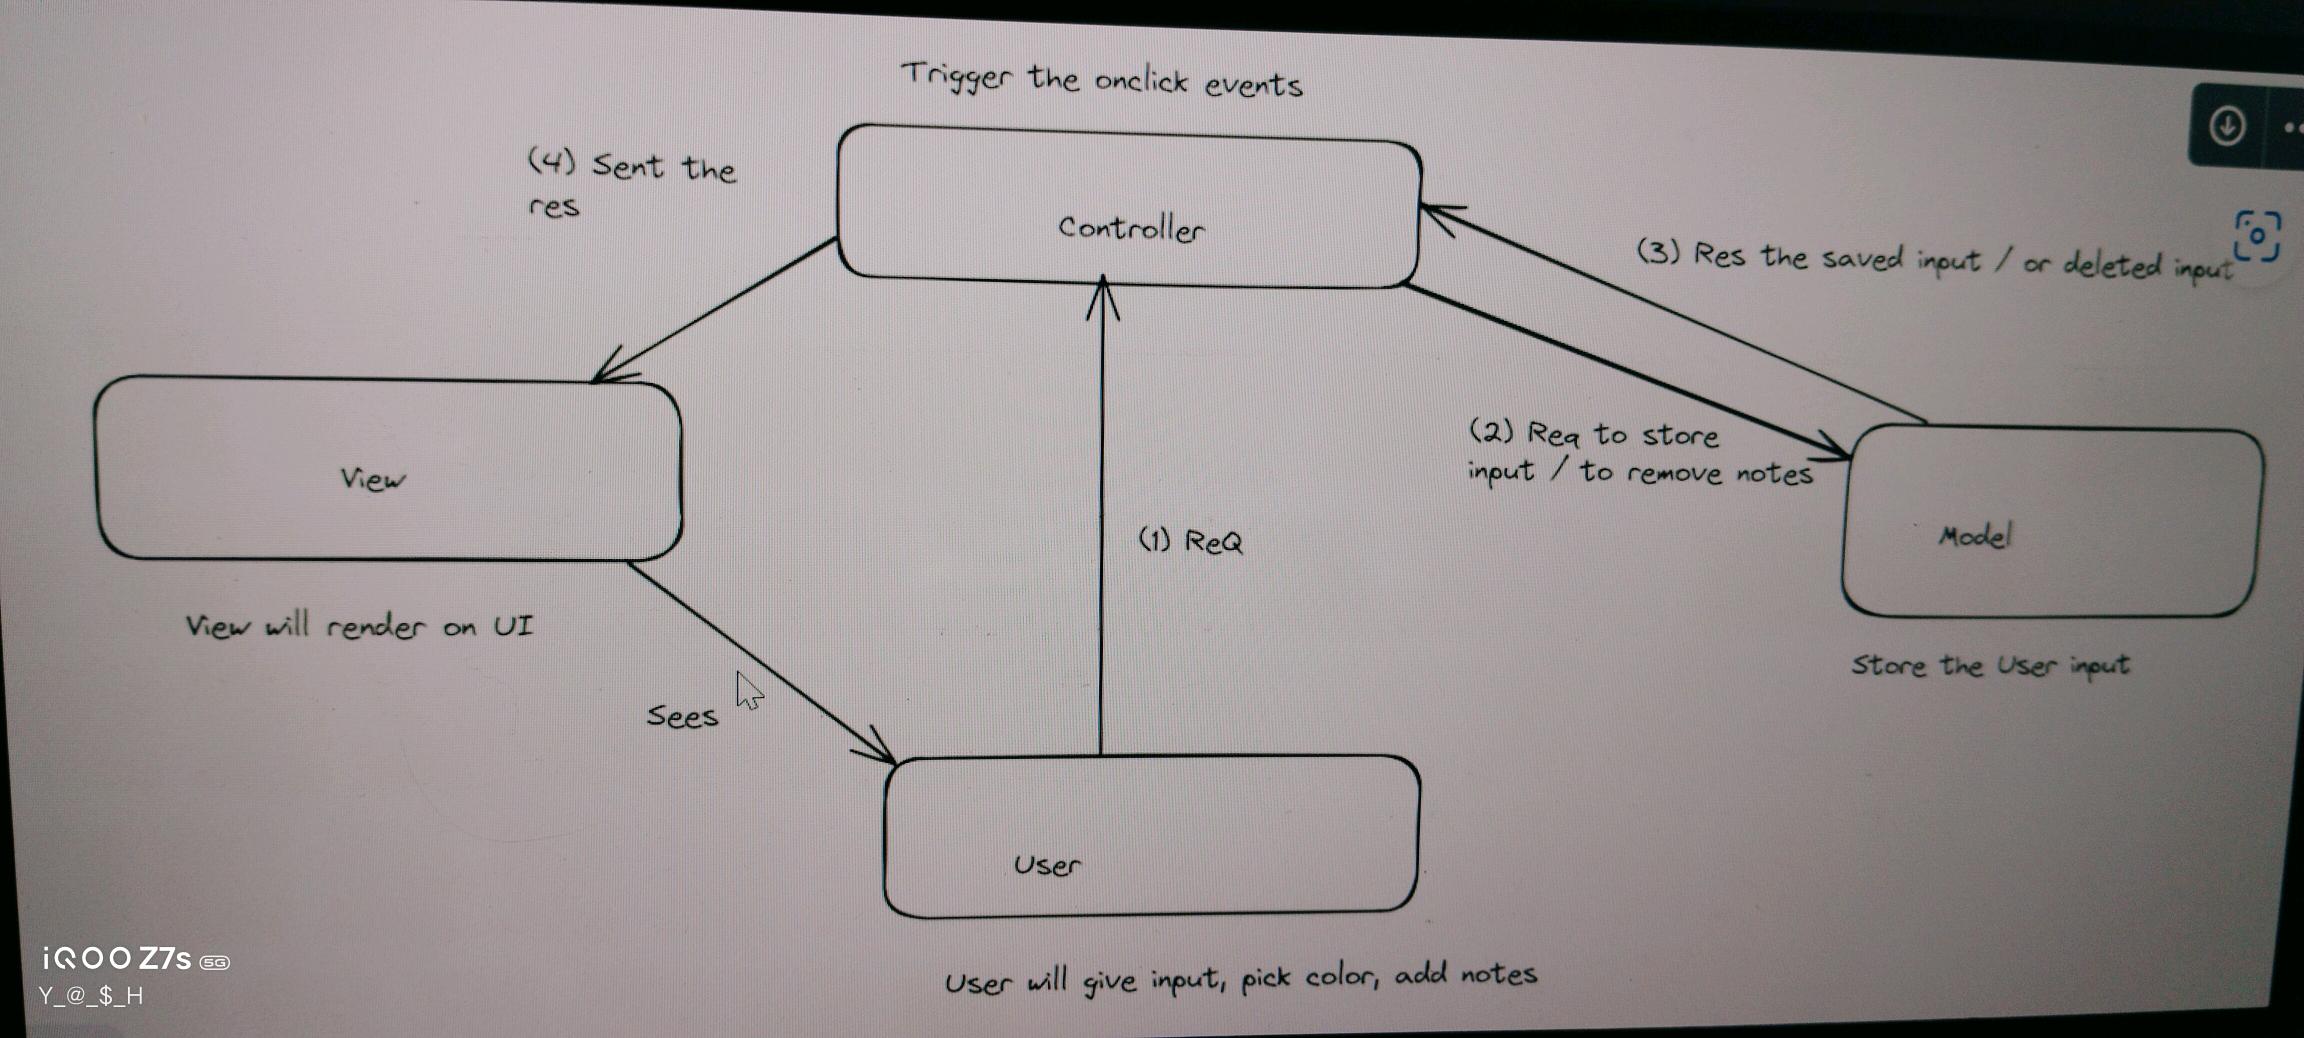 Trigger the onclick events
(4) Sent the
res
Controller
(3) Res the saved input / or deleted input
(2) Req to store
input / to remove notes
View
(1) ReQ
Model
View will render on UI
Store the User input
Sees
User
User will give input, pick color, add notes
iQOO Z7s 5G
Y_@_$_H